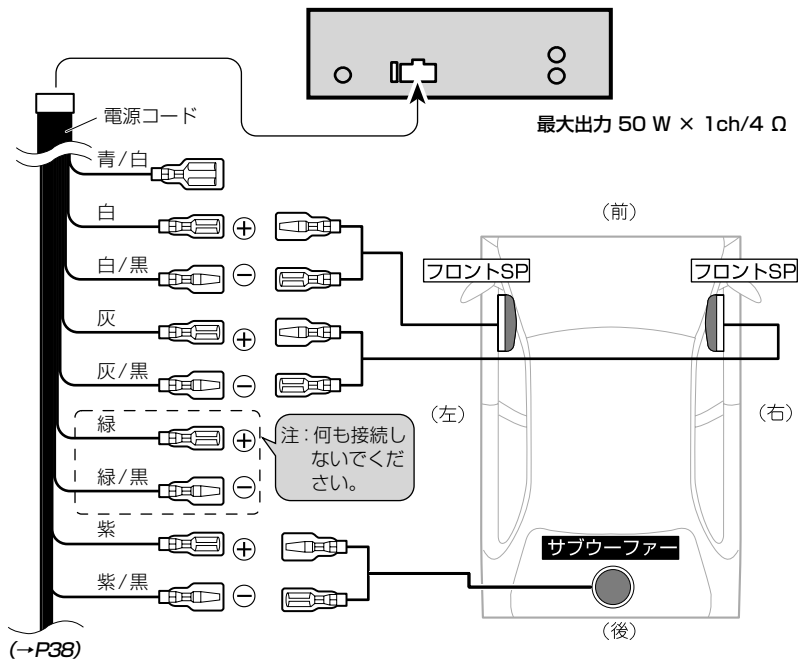 電源コード
最大出力 50 W × 1ch/4 Ω
青/白
白
⊕
(前)
白/黒
⊖
フロントSP
フロントSP
灰
⊕
灰/黒
⊖
(左)
(右)
緑
⊕
注:何も接続し
ないでくだ
さい。
緑/黒
⊖
紫
⊕
サブウーファー
紫/黒
⊖
(後)
(→P38)